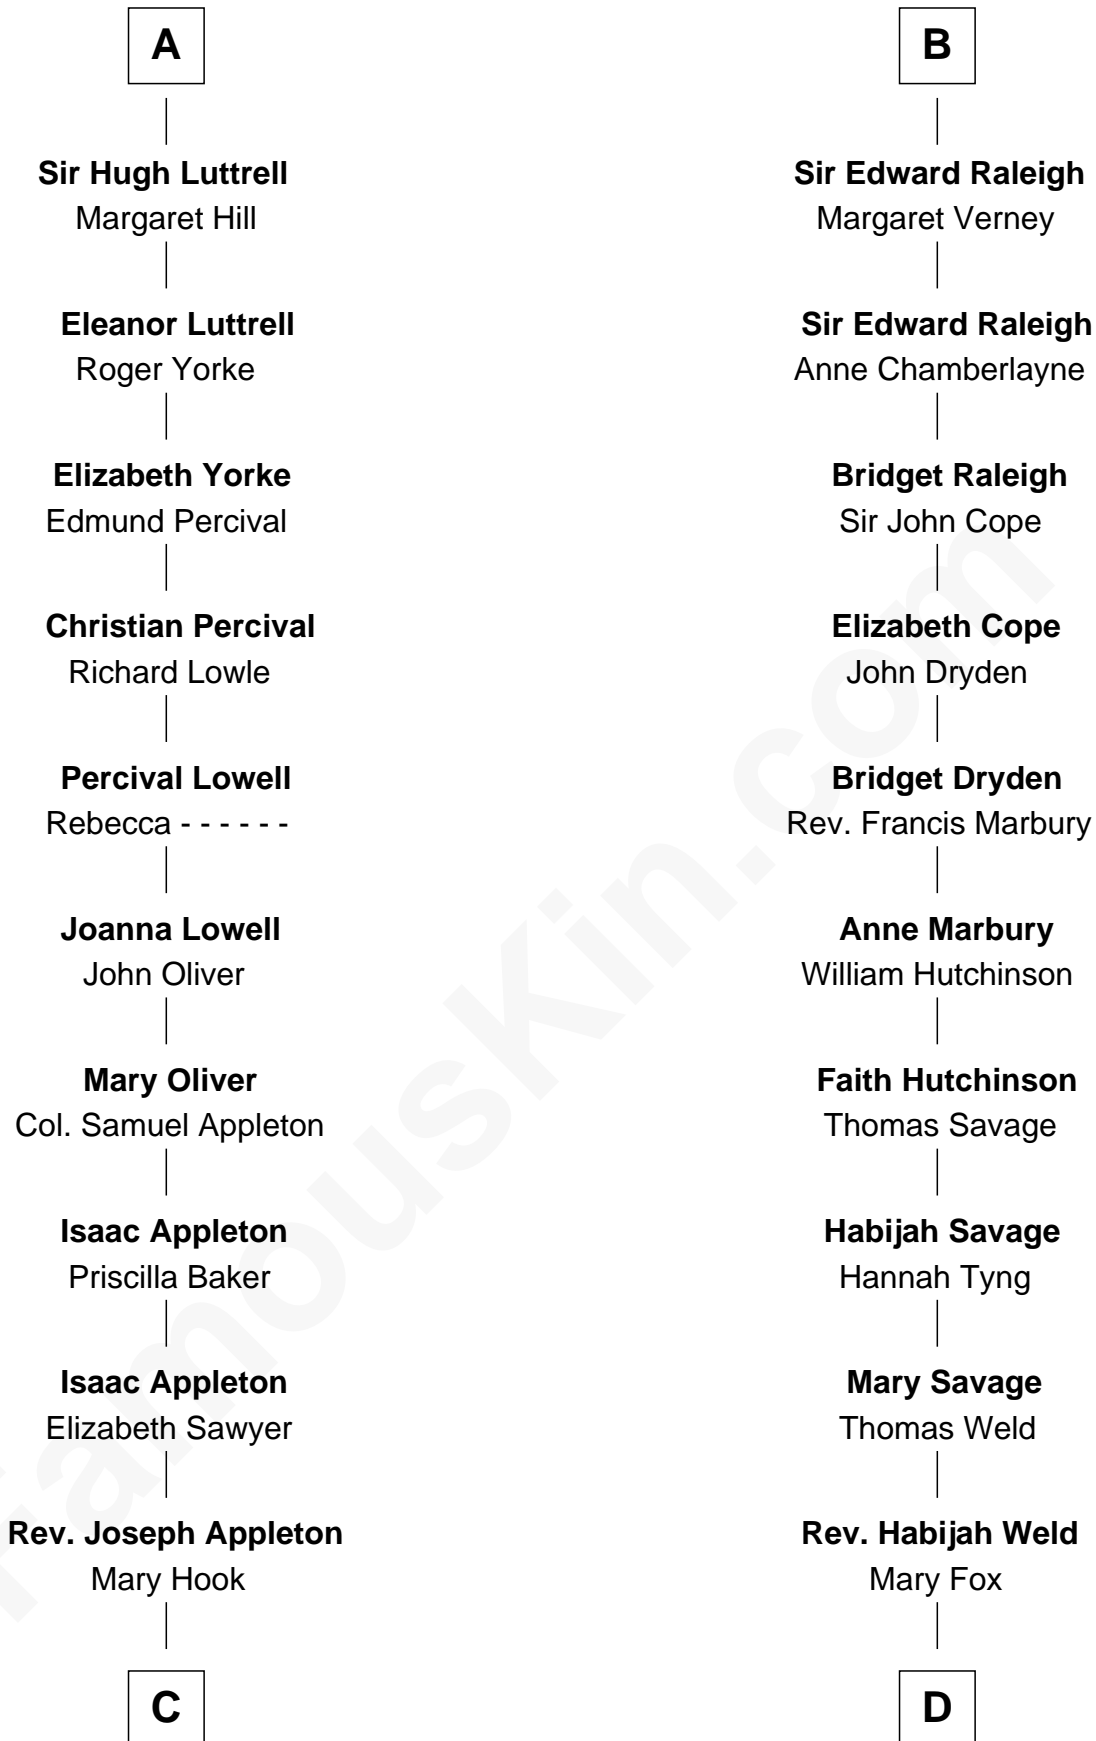 A
Sir Hugh Luttrell
Margaret Hill
Eleanor Luttrell
Roger Yorke
Elizabeth Yorke
Edmund Percival
Christian Percival
Richard Lowle
Percival Lowell
Rebecca - - - - - -
Joanna Lowell
John Oliver
Mary Oliver
Col. Samuel Appleton
Isaac Appleton
Priscilla Baker
Isaac Appleton
Elizabeth Sawyer
Rev. Joseph Appleton
Mary Hook
C
B
Sir Edward Raleigh
Margaret Verney
Sir Edward Raleigh
Anne Chamberlayne
Bridget Raleigh
Sir John Cope
Elizabeth Cope
John Dryden
Bridget Dryden
Rev. Francis Marbury
Anne Marbury
William Hutchinson
Faith Hutchinson
Thomas Savage
Habijah Savage
Hannah Tyng
Mary Savage
Thomas Weld
Rev. Habijah Weld
Mary Fox
D
FamousKin.com